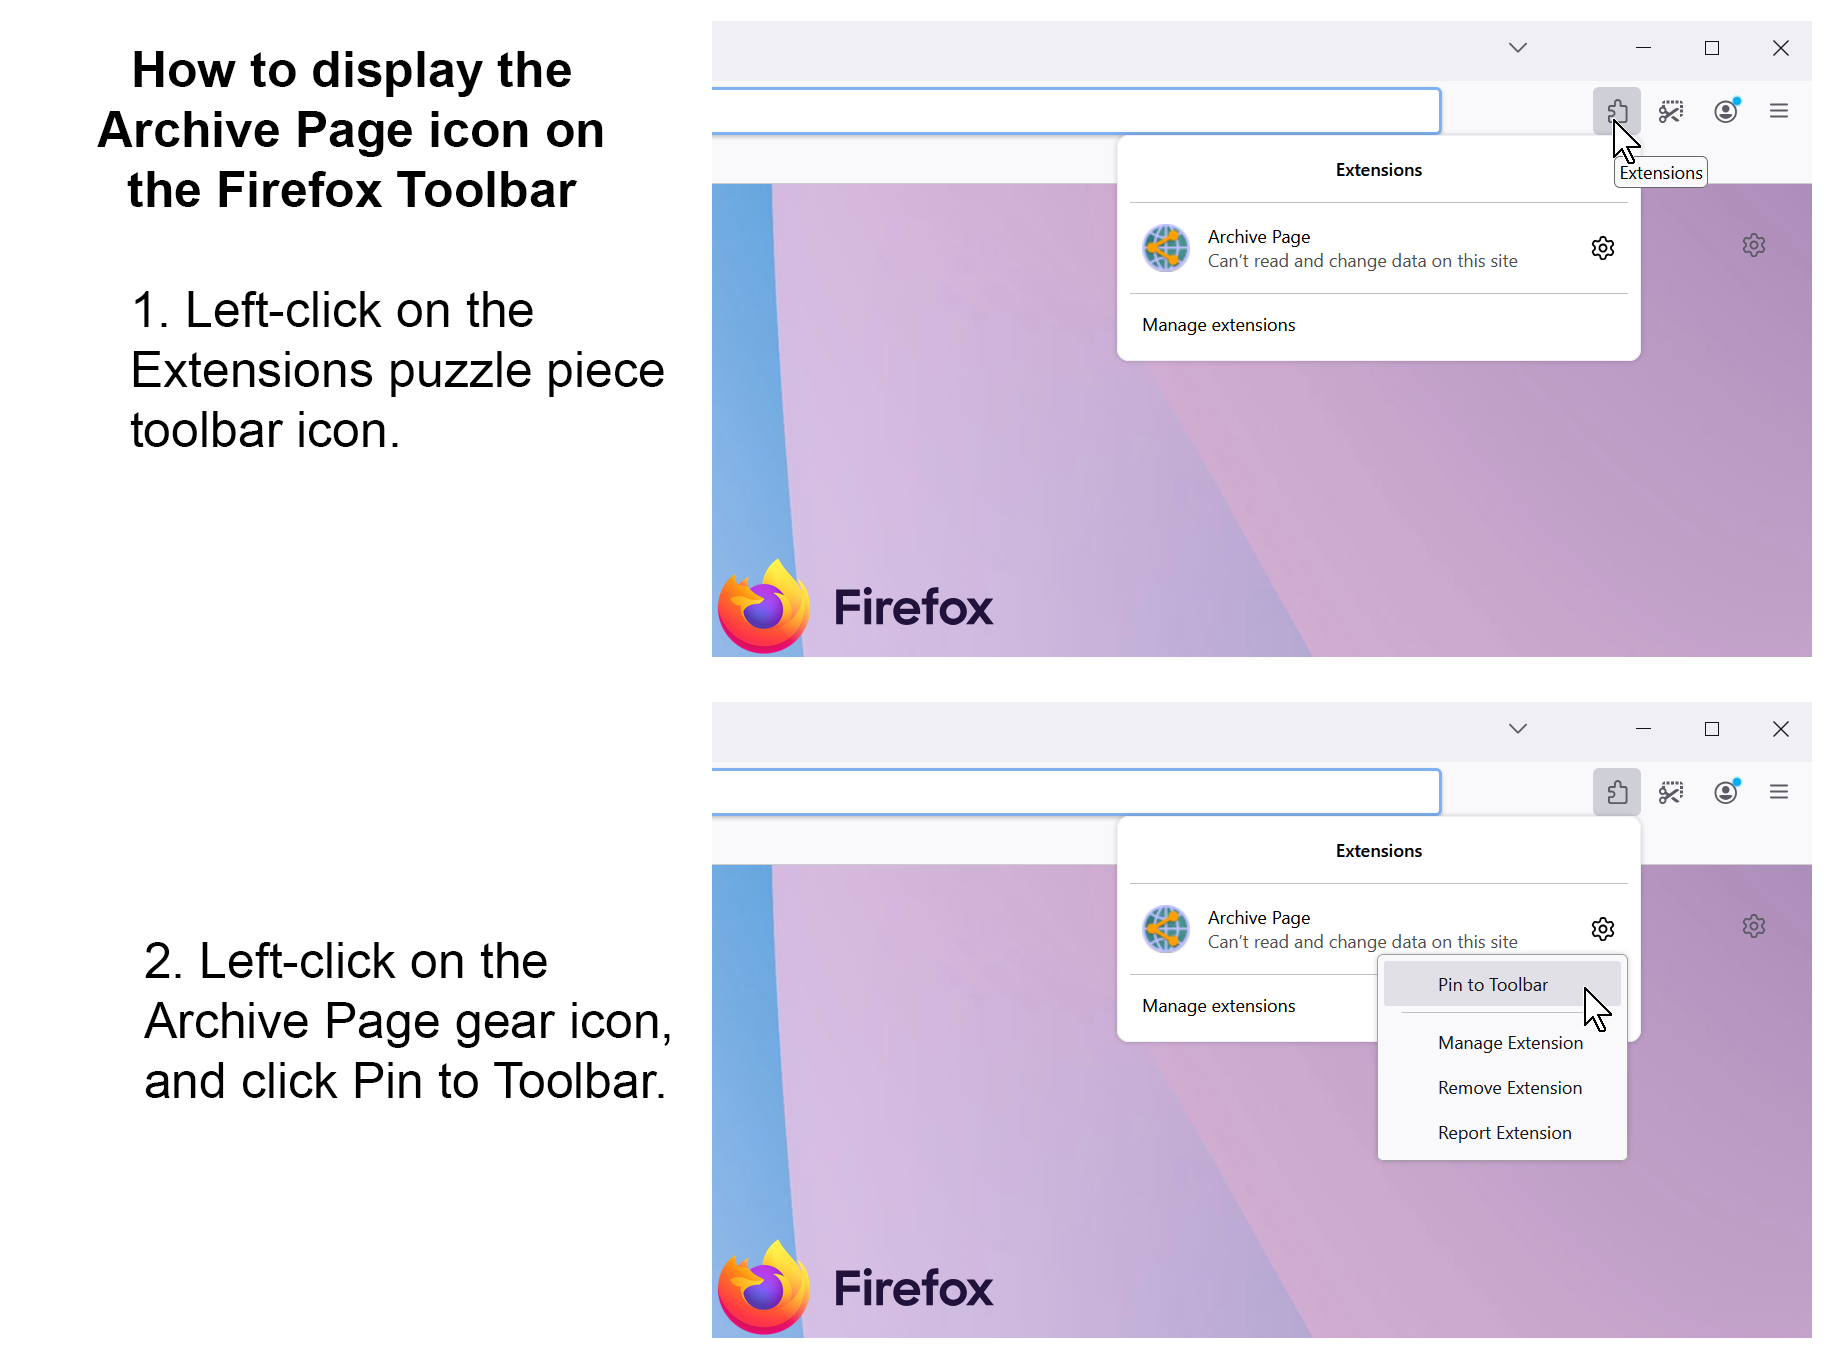 How to display the
Archive Page icon on
the Firefox Toolbar
1. Left-click on the
Extensions puzzle piece
toolbar icon.
Extensions
Extensions
Archive Page
Can't read and change data on this site
Manage extensions
Firefox
2. Left-click on the
Archive Page gear icon,
and click Pin to Toolbar.
Extensions
Archive Page
Can't read and change data on this site
Manage extensions
Pin to Toolbar
Manage Extension
Remove Extension
Report Extension
Firefox